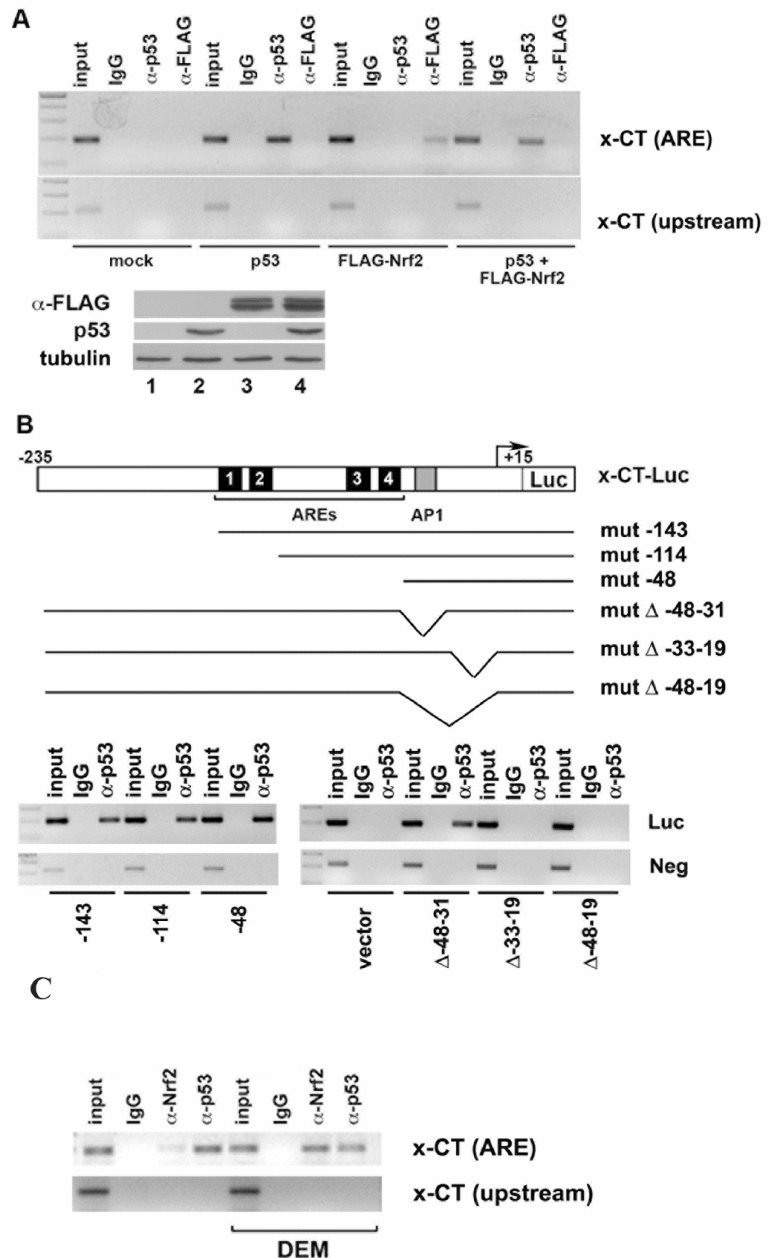 A
input IgG α-p53 α-FLAG input IgG α-p53 α-FLAG input IgG α-p53 α-FLAG input IgG α-p53 α-FLAG
x-CT (ARE)
x-CT (upstream)
mock p53 FLAG-Nrf2 p53 +
FLAG-Nrf2
α-FLAG
p53
tubulin
1 2 3 4
B
-235 +15
1 2 3 4 Luc x-CT-Luc
AREs AP1
mut -143
mut -114
mut -48
mut Δ -48-31
mut Δ -33-19
mut Δ -48-19
input IgG α-p53 input IgG α-p53 input IgG α-p53 input IgG α-p53 input IgG α-p53 input IgG α-p53 input IgG α-p53
Luc
Neg
-143 -114 -48 vector Δ-48-31 Δ-33-19 Δ-48-19
C
input IgG α-Nrf2 α-p53 input IgG α-Nrf2 α-p53
x-CT (ARE)
x-CT (upstream)
DEM